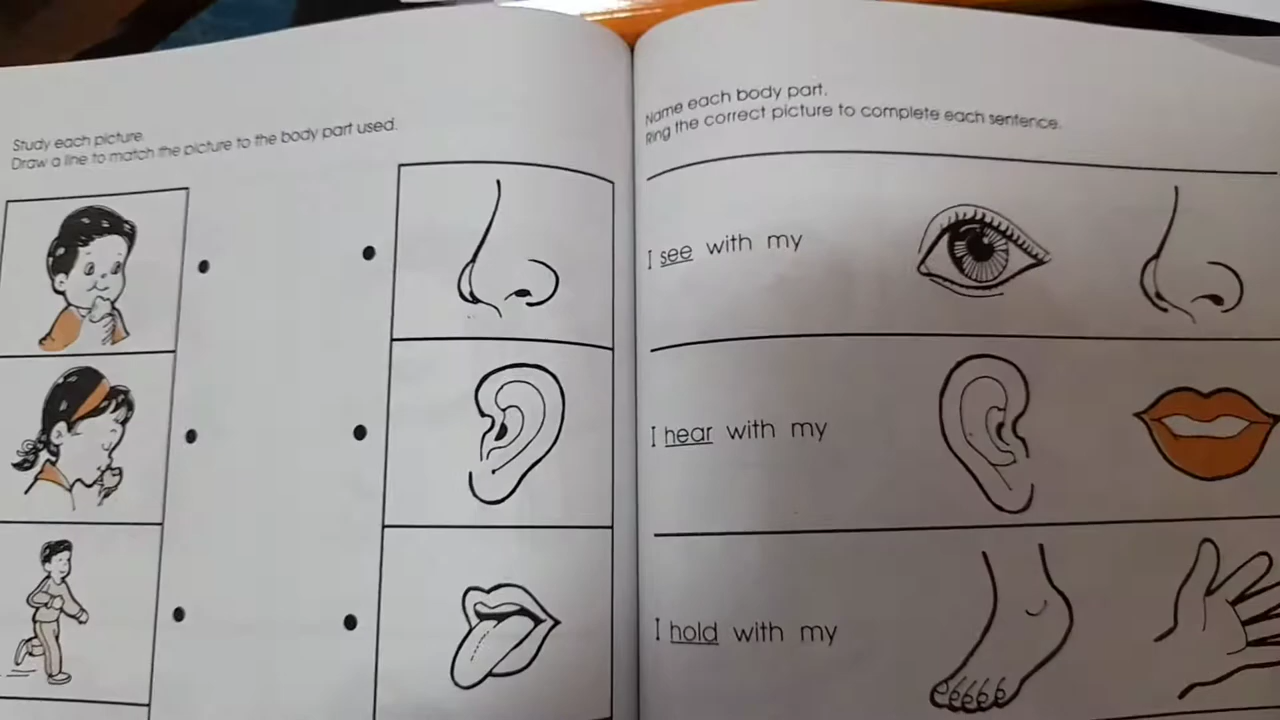 Study each picture.
Draw a line to match the picture to the body part used.
Name each body part.
Ring the correct picture to complete each sentence.
I see with my
I hear with my
I hold with my